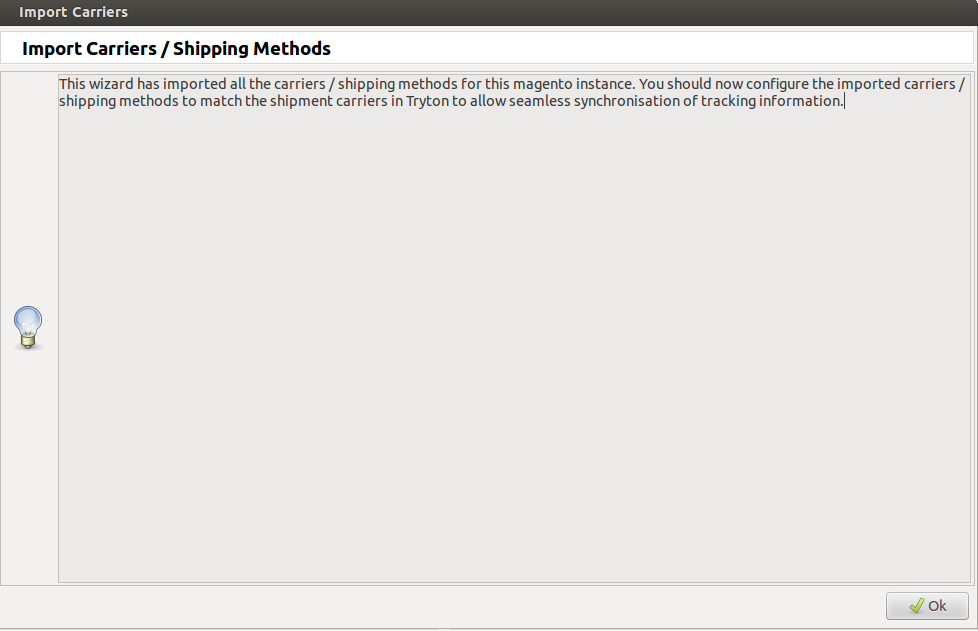 Import Carriers
Import Carriers / Shipping Methods
This wizard has imported all the carriers / shipping methods for this magento instance. You should now configure the imported carriers /
shipping methods to match the shipment carriers in Tryton to allow seamless synchronisation of tracking information.
Ok